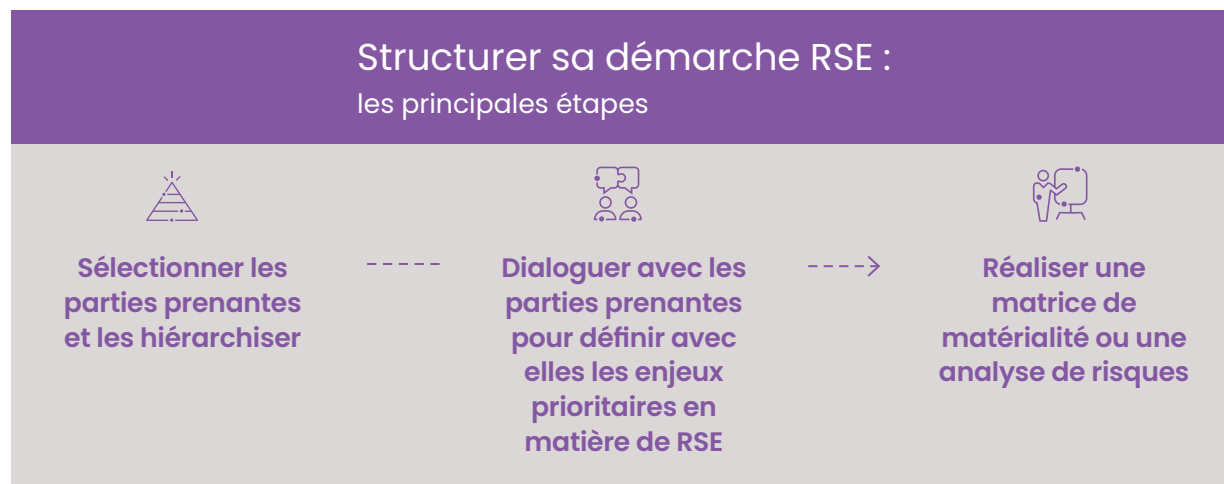 Structurer sa démarche RSE :
les principales étapes
Sélectionner les
parties prenantes
et les hiérarchiser
Dialoguer avec les
parties prenantes
pour définir avec
elles les enjeux
prioritaires en
matière de RSE
Réaliser une
matrice de
matérialité ou une
analyse de risques